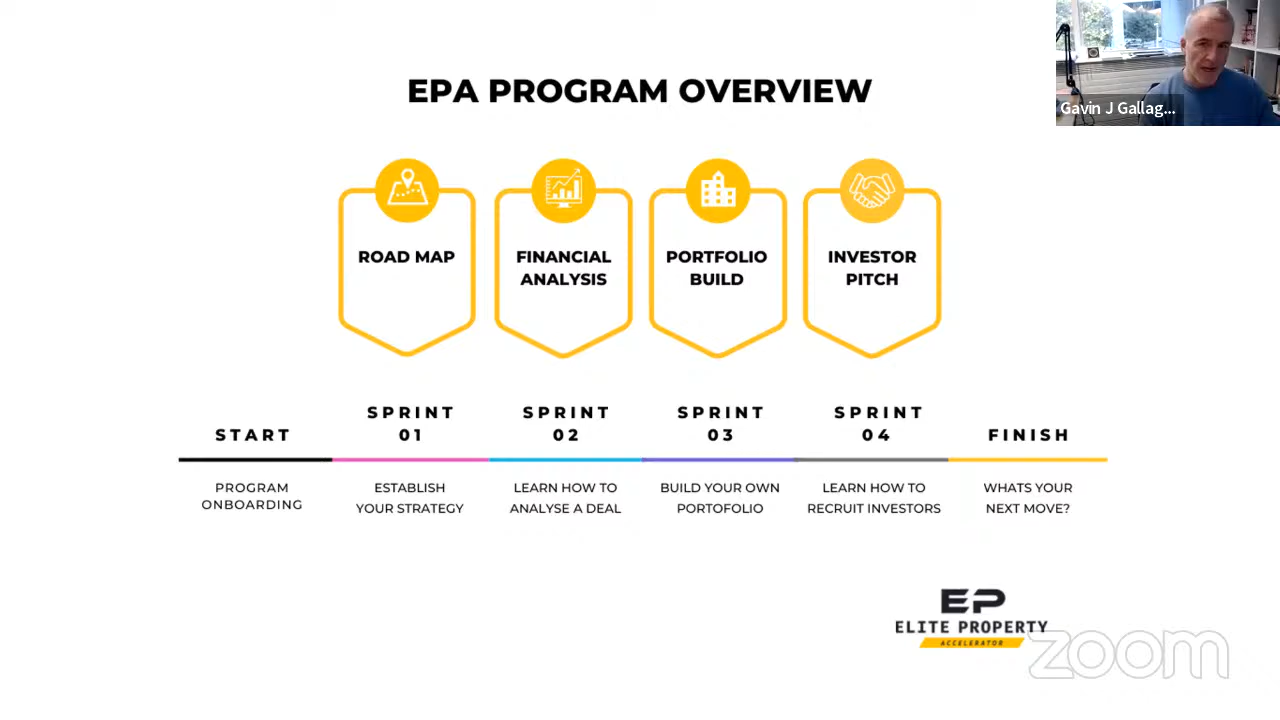 EPA PROGRAM OVERVIEW
Gavin J Gallag...
ROAD MAP
FINANCIAL
ANALYSIS
PORTFOLIO
BUILD
INVESTOR
PITCH
START
SPRINT
01
SPRINT
02
SPRINT
03
SPRINT
04
FINISH
PROGRAM
ONBOARDING
ESTABLISH
YOUR STRATEGY
LEARN HOW TO
ANALYSE A DEAL
BUILD YOUR OWN
PORTOFOLIO
LEARN HOW TO
RECRUIT INVESTORS
WHATS YOUR
NEXT MOVE?
EP
ELITE PROPERTY
ACCELERATOR
zoom